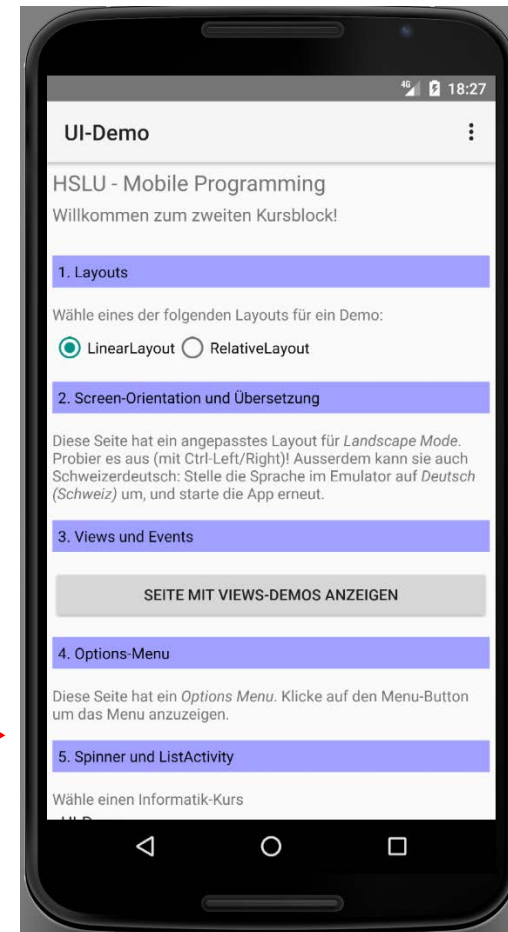 4G 18:27
UI-Demo
HSLU - Mobile Programming
Willkommen zum zweiten Kursblock!
1. Layouts
Wähle eines der folgenden Layouts für ein Demo:
LinearLayout RelativeLayout
2. Screen-Orientation und Übersetzung
Diese Seite hat ein angepasstes Layout für Landscape Mode.
Probier es aus (mit Ctrl-Left/Right)! Ausserdem kann sie auch
Schweizerdeutsch: Stelle die Sprache im Emulator auf Deutsch
(Schweiz) um, und starte die App erneut.
3. Views und Events
SEITE MIT VIEWS-DEMOS ANZEIGEN
4. Options-Menu
Diese Seite hat ein Options Menu. Klicke auf den Menu-Button
um das Menu anzuzeigen.
5. Spinner und ListActivity
Wähle einen Informatik-Kurs